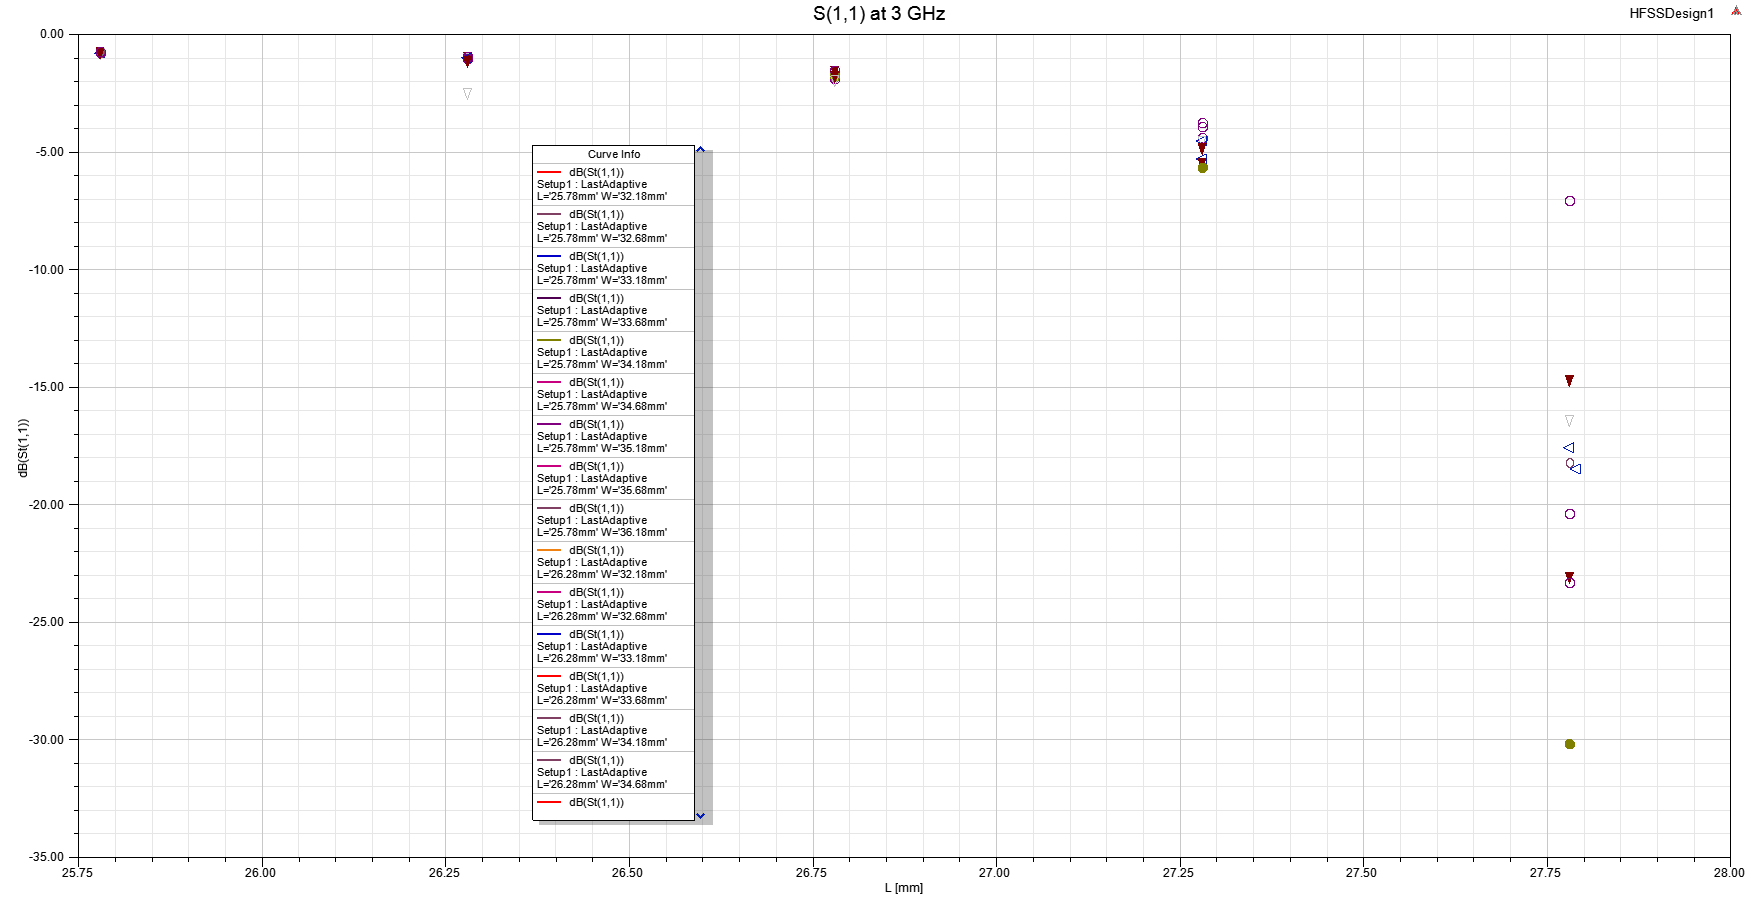 S(1,1) at 3 GHz
HFSSDesign1
0.00
-5.00
-10.00
-15.00
-20.00
-25.00
-30.00
-35.00
dB(St(1,1))
Curve Info
dB(St(1,1))
Setup1 : LastAdaptive
L='25.78mm' W='32.18mm'
dB(St(1,1))
Setup1 : LastAdaptive
L='25.78mm' W='32.68mm'
dB(St(1,1))
Setup1 : LastAdaptive
L='25.78mm' W='33.18mm'
dB(St(1,1))
Setup1 : LastAdaptive
L='25.78mm' W='33.68mm'
dB(St(1,1))
Setup1 : LastAdaptive
L='25.78mm' W='34.18mm'
dB(St(1,1))
Setup1 : LastAdaptive
L='25.78mm' W='34.68mm'
dB(St(1,1))
Setup1 : LastAdaptive
L='25.78mm' W='35.18mm'
dB(St(1,1))
Setup1 : LastAdaptive
L='25.78mm' W='35.68mm'
dB(St(1,1))
Setup1 : LastAdaptive
L='25.78mm' W='36.18mm'
dB(St(1,1))
Setup1 : LastAdaptive
L='26.28mm' W='32.18mm'
dB(St(1,1))
Setup1 : LastAdaptive
L='26.28mm' W='32.68mm'
dB(St(1,1))
Setup1 : LastAdaptive
L='26.28mm' W='33.18mm'
dB(St(1,1))
Setup1 : LastAdaptive
L='26.28mm' W='33.68mm'
dB(St(1,1))
Setup1 : LastAdaptive
L='26.28mm' W='34.18mm'
dB(St(1,1))
Setup1 : LastAdaptive
L='26.28mm' W='34.68mm'
dB(St(1,1))
25.75 26.00 26.25 26.50 26.75 27.00 27.25 27.50 27.75 28.00
L [mm]